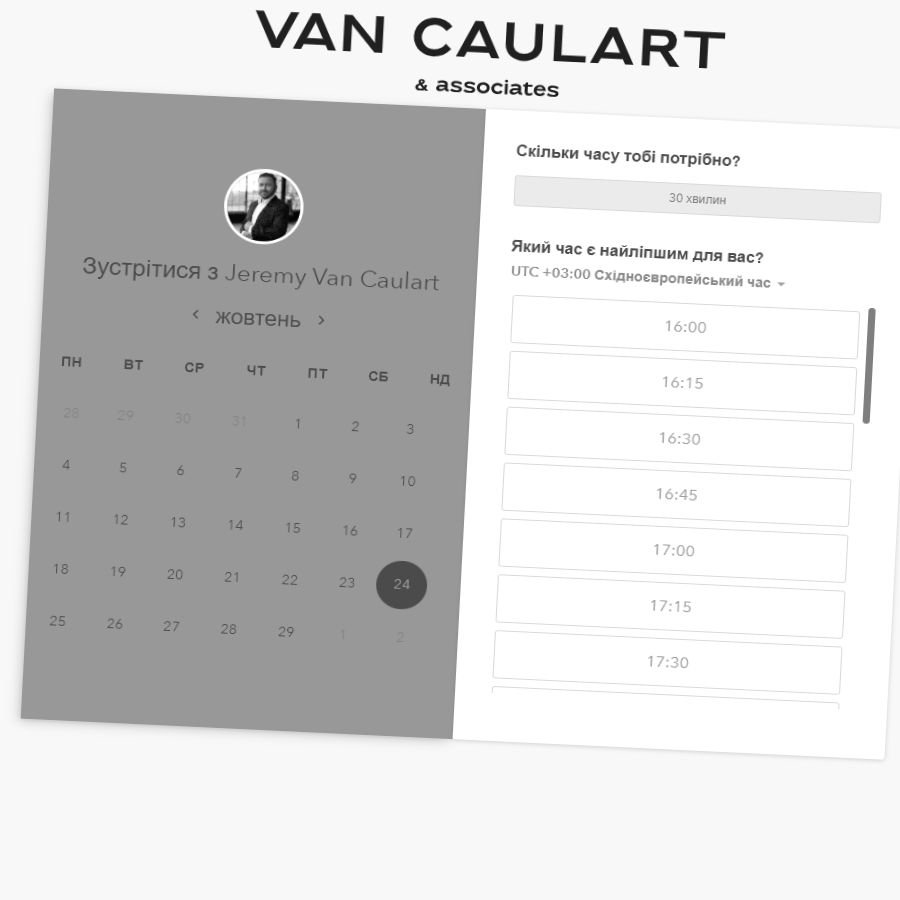 VAN CAULART
& associates
Зустрітися з Jeremy Van Caulart
‹ жовтень ›
ПН ВТ СР ЧТ ПТ СБ НД
28 29 30 31 1 2 3
4 5 6 7 8 9 10
11 12 13 14 15 16 17
18 19 20 21 22 23 24
25 26 27 28 29 1 2
Скільки часу тобі потрібно?
30 хвилин
Який час є найліпшим для вас?
UTC +03:00 Східноєвропейський час
16:00
16:15
16:30
16:45
17:00
17:15
17:30